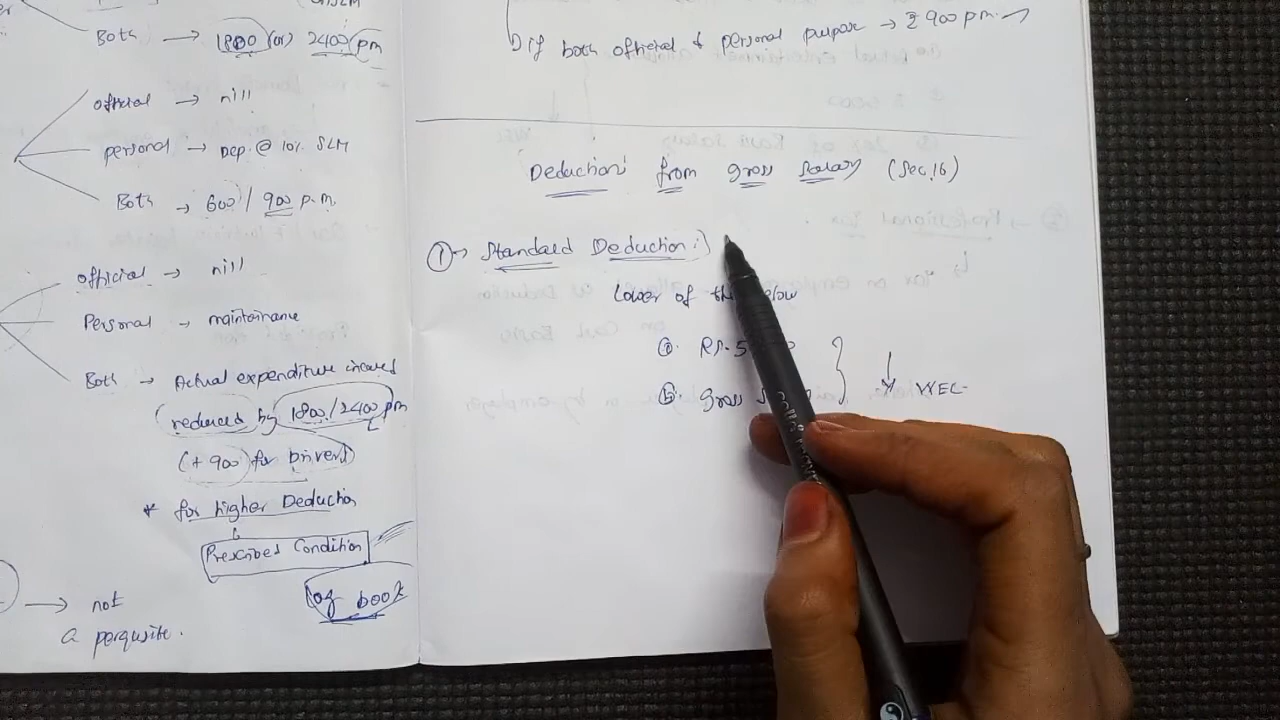 Both → 1800 (or) 2400 pm
official → nill
personal → Dep. @ 10% SLM
Both → 600 / 900 p.m.
official → nill
Personal → maintainance
Both → Actual expenditure incured
reduced by 1800/2400 pm
(+ 900) for Driver)
* for higher Deduction
Prescribed Condition
log book
→ not
a perquisite.
D if both official & personal purpose → ₹ 900 pm.
Deduction from gross salary (Sec.16)
① → Standard Deduction :)
lower of the below
a. Rs. 5
b. gross
↓ WEL